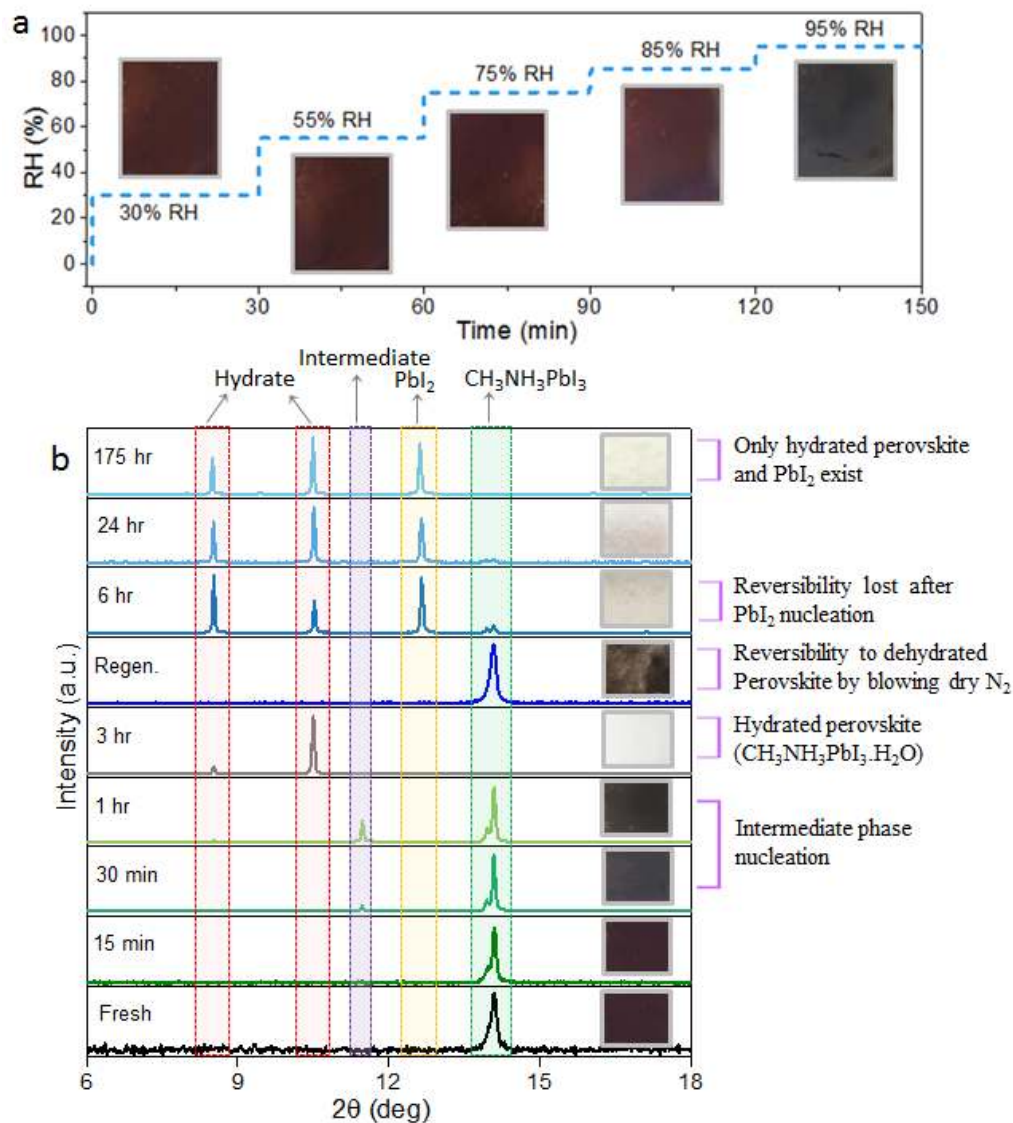 a
100
80
60
40
20
0
RH (%)
30% RH
55% RH
75% RH
85% RH
95% RH
0 30 60 90 120 150
Time (min)
Hydrate
Intermediate
PbI₂
CH₃NH₃PbI₃
b
175 hr
Only hydrated perovskite
and PbI₂ exist
24 hr
6 hr
Reversibility lost after
PbI₂ nucleation
Regen.
Reversibility to dehydrated
Perovskite by blowing dry N₂
3 hr
Hydrated perovskite
(CH₃NH₃PbI₃.H₂O)
1 hr
Intermediate phase
nucleation
30 min
15 min
Fresh
Intensity (a.u.)
6 9 12 15 18
2θ (deg)